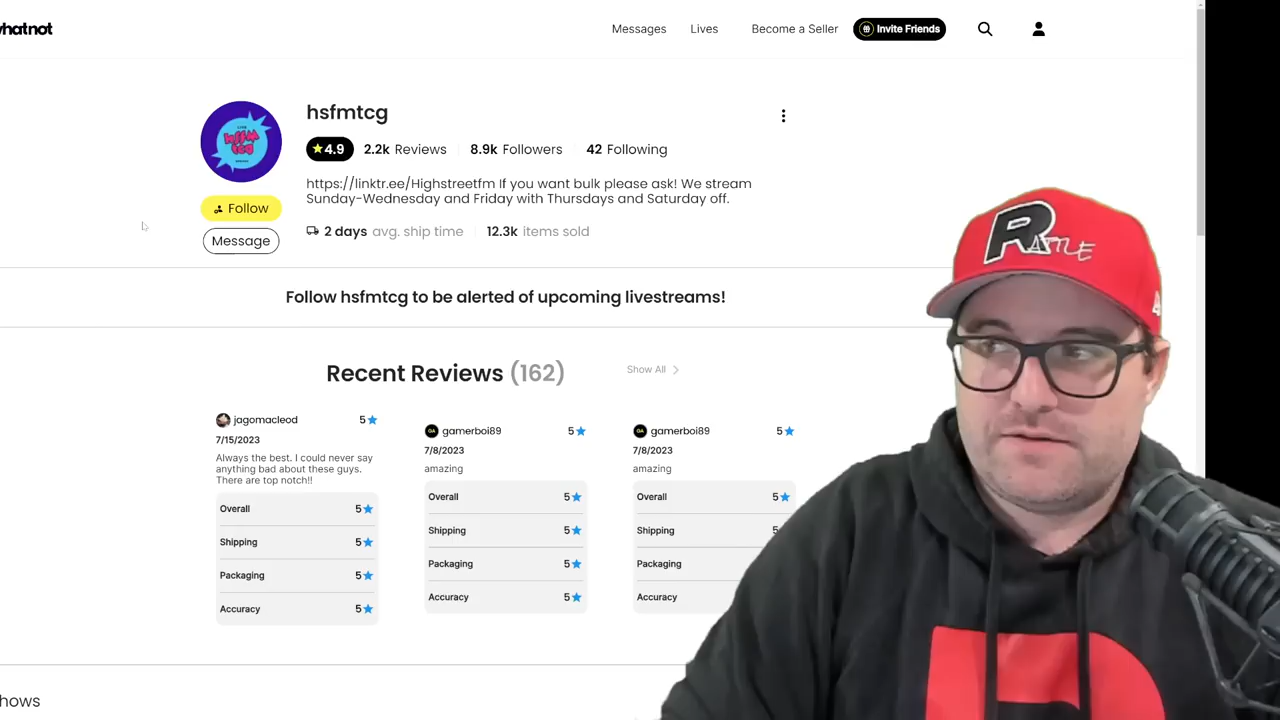 whatnot
Messages
Lives
Become a Seller
Invite Friends
hsfmtcg
4.9
2.2k Reviews
8.9k Followers
42 Following
https://linktr.ee/Highstreetfm If you want bulk please ask! We stream
Sunday-Wednesday and Friday with Thursdays and Saturday off.
Follow
Message
2 days avg. ship time
12.3k items sold
Follow hsfmtcg to be alerted of upcoming livestreams!
Recent Reviews (162)
Show All
jagomacleod 5
7/15/2023
Always the best. I could never say
anything bad about these guys.
There are top notch!!
Overall 5
Shipping 5
Packaging 5
Accuracy 5
gamerboi89 5
7/8/2023
amazing
Overall 5
Shipping 5
Packaging 5
Accuracy 5
gamerboi89 5
7/8/2023
amazing
Overall 5
Shipping 5
Packaging
Accuracy
hows
RATTLE